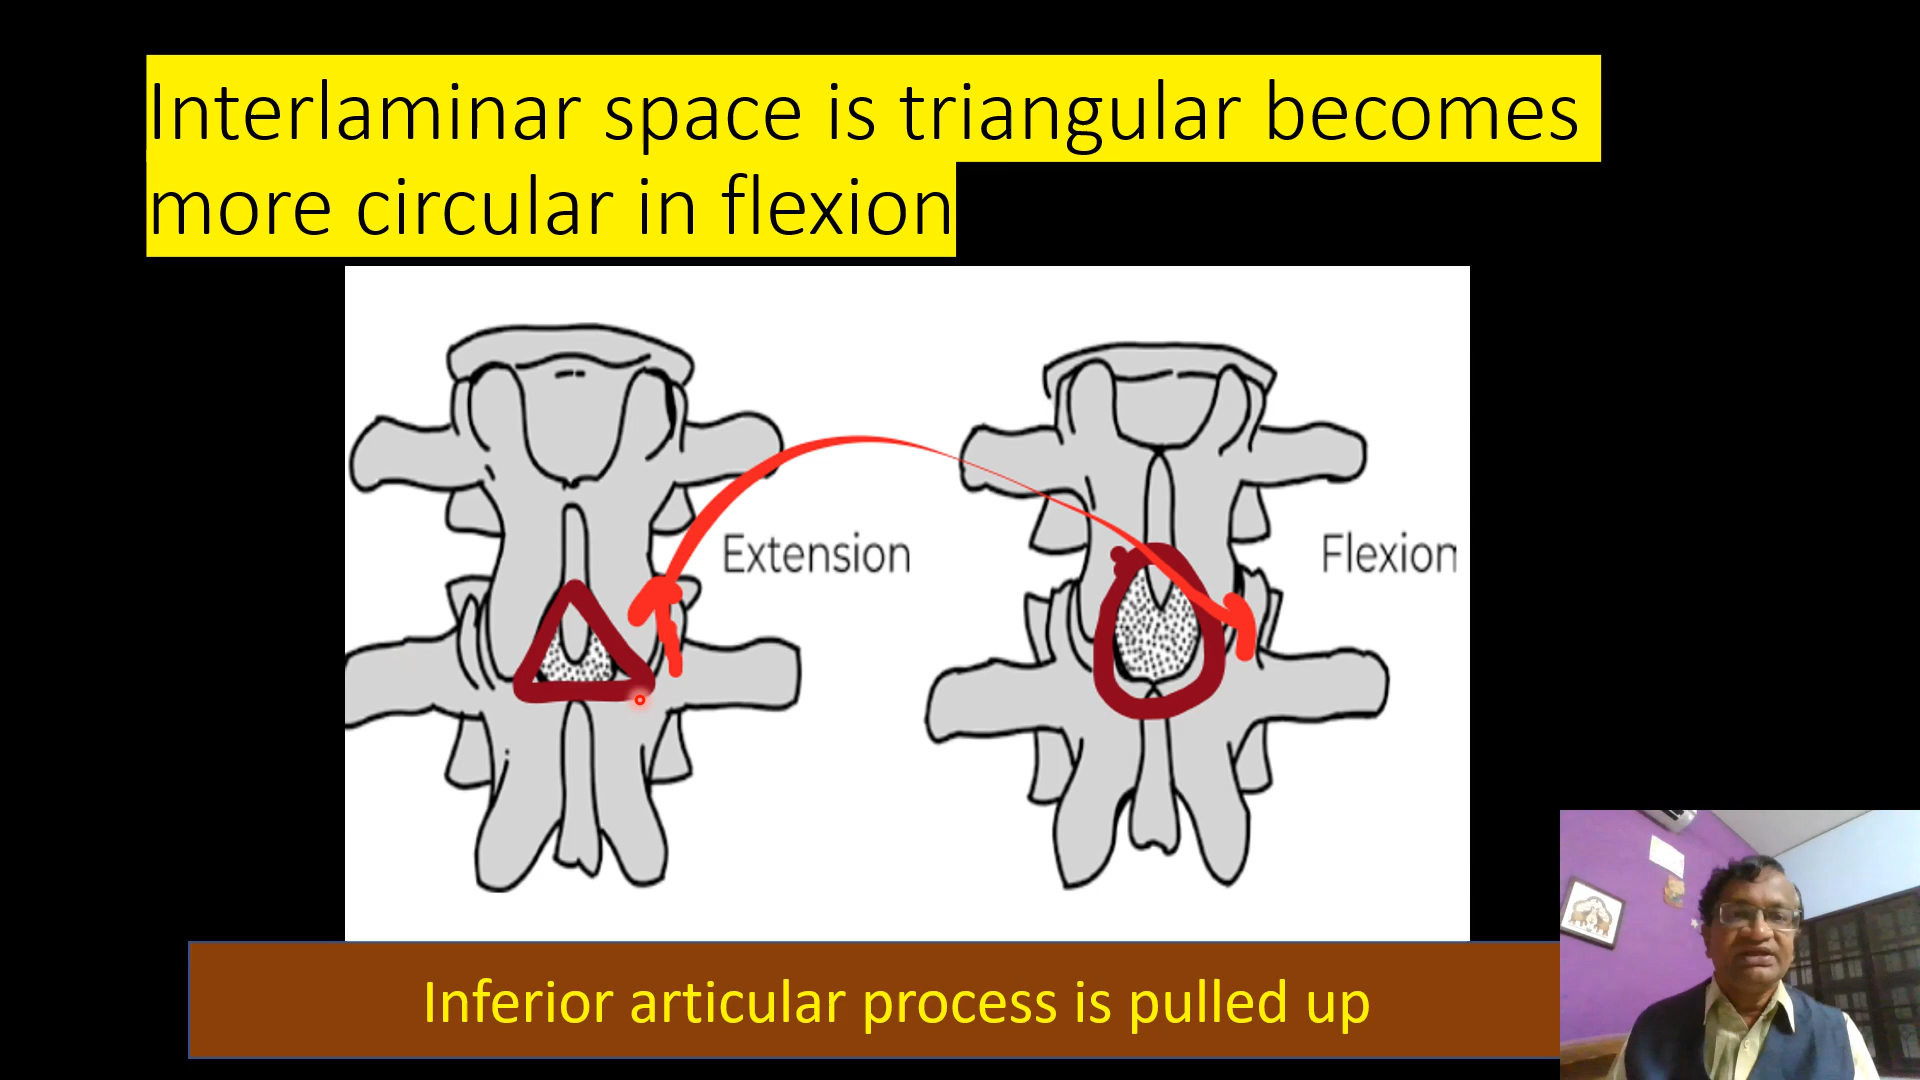 Interlaminar space is triangular becomes
more circular in flexion
Extension
Flexion
Inferior articular process is pulled up